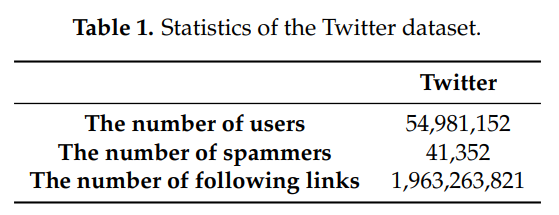 Table 1. Statistics of the Twitter dataset.
Twitter
The number of users 54,981,152
The number of spammers 41,352
The number of following links 1,963,263,821